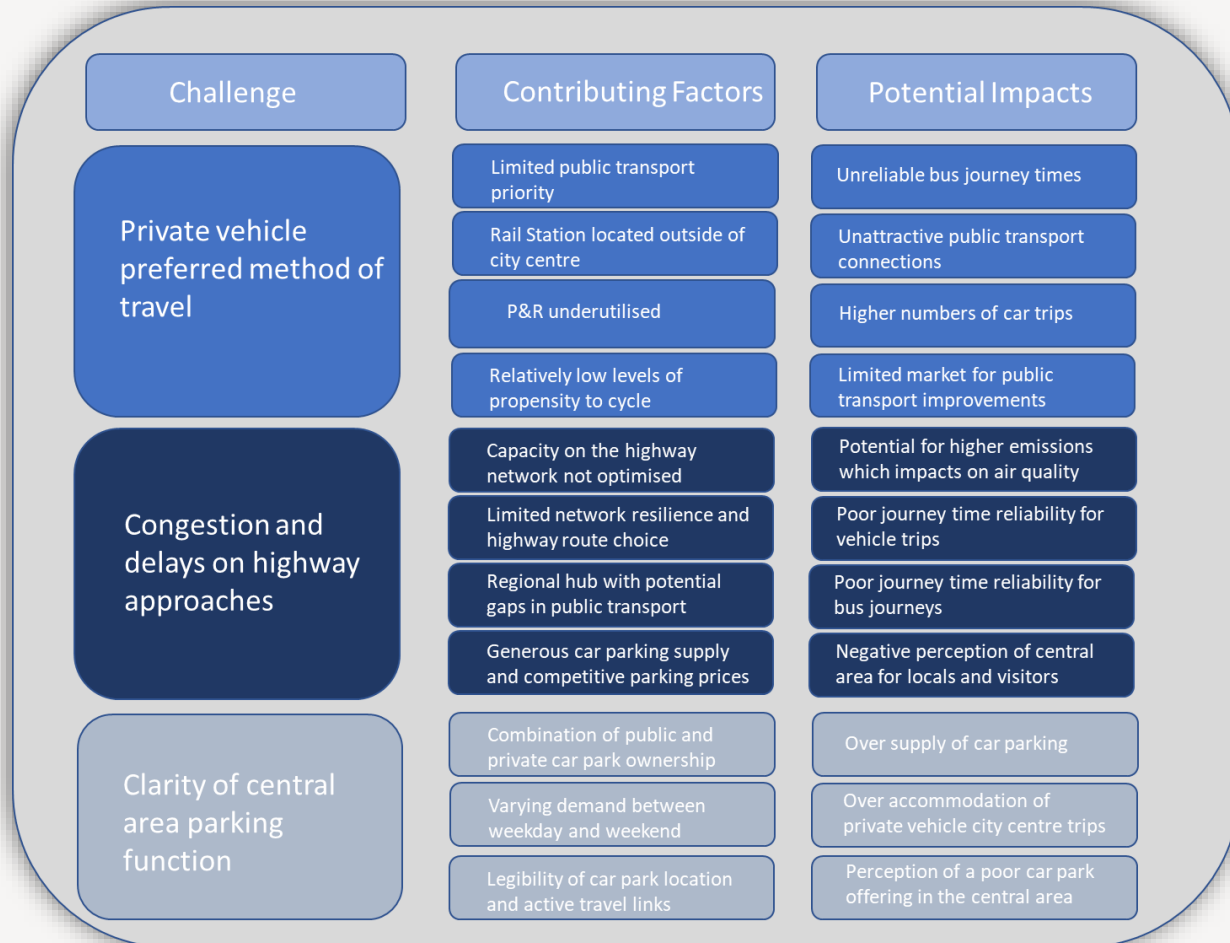 Challenge
Contributing Factors
Potential Impacts
Private vehicle
preferred method of
travel
Limited public transport
priority
Unreliable bus journey times
Rail Station located outside of
city centre
Unattractive public transport
connections
P&R underutilised
Higher numbers of car trips
Relatively low levels of
propensity to cycle
Limited market for public
transport improvements
Congestion and
delays on highway
approaches
Capacity on the highway
network not optimised
Potential for higher emissions
which impacts on air quality
Limited network resilience and
highway route choice
Poor journey time reliability for
vehicle trips
Regional hub with potential
gaps in public transport
Poor journey time reliability for
bus journeys
Generous car parking supply
and competitive parking prices
Negative perception of central
area for locals and visitors
Clarity of central
area parking
function
Combination of public and
private car park ownership
Over supply of car parking
Varying demand between
weekday and weekend
Over accommodation of
private vehicle city centre trips
Legibility of car park location
and active travel links
Perception of a poor car park
offering in the central area